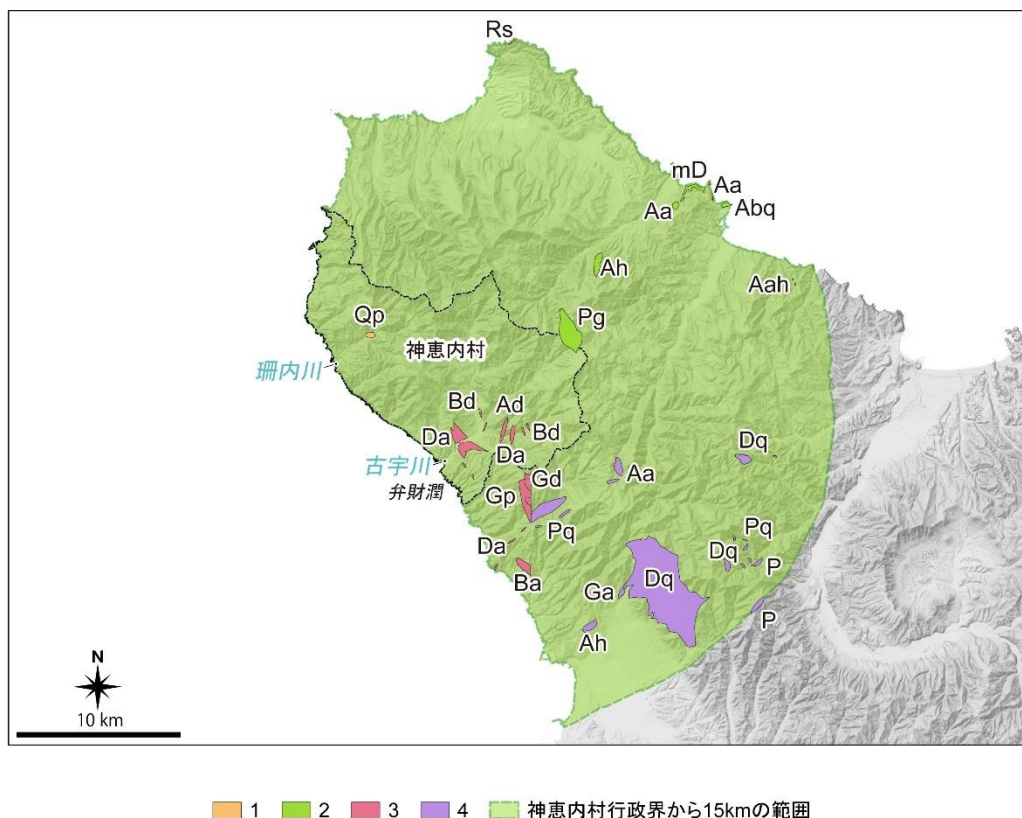 Rs
mD
Aa
Aa
Abq
Ah
Aah
Pg
Qp
神恵内村
珊内川
Bd
Ad
Da
Bd
Da
古宇川
弁財澗
Gd
Gp
Aa
Dq
Pq
Da
Ba
Pq
Dq
P
Ga
Dq
P
Ah
N
10 km
1 2 3 4 神恵内村行政界から15kmの範囲